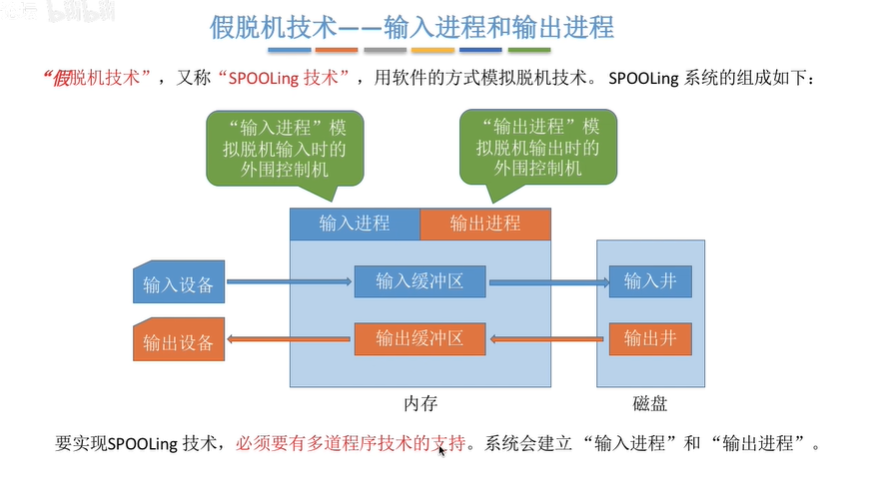 假脱机技术——输入进程和输出进程
“假脱机技术”，又称“SPOOLing 技术”，用软件的方式模拟脱机技术。 SPOOLing 系统的组成如下：
“输入进程”模
拟脱机输入时的
外围控制机
“输出进程”模
拟脱机输出时的
外围控制机
输入进程
输出进程
输入设备
输入缓冲区
输入井
输出设备
输出缓冲区
输出井
内存
磁盘
要实现SPOOLing 技术，必须要有多道程序技术的支持。系统会建立 “输入进程”和 “输出进程”。